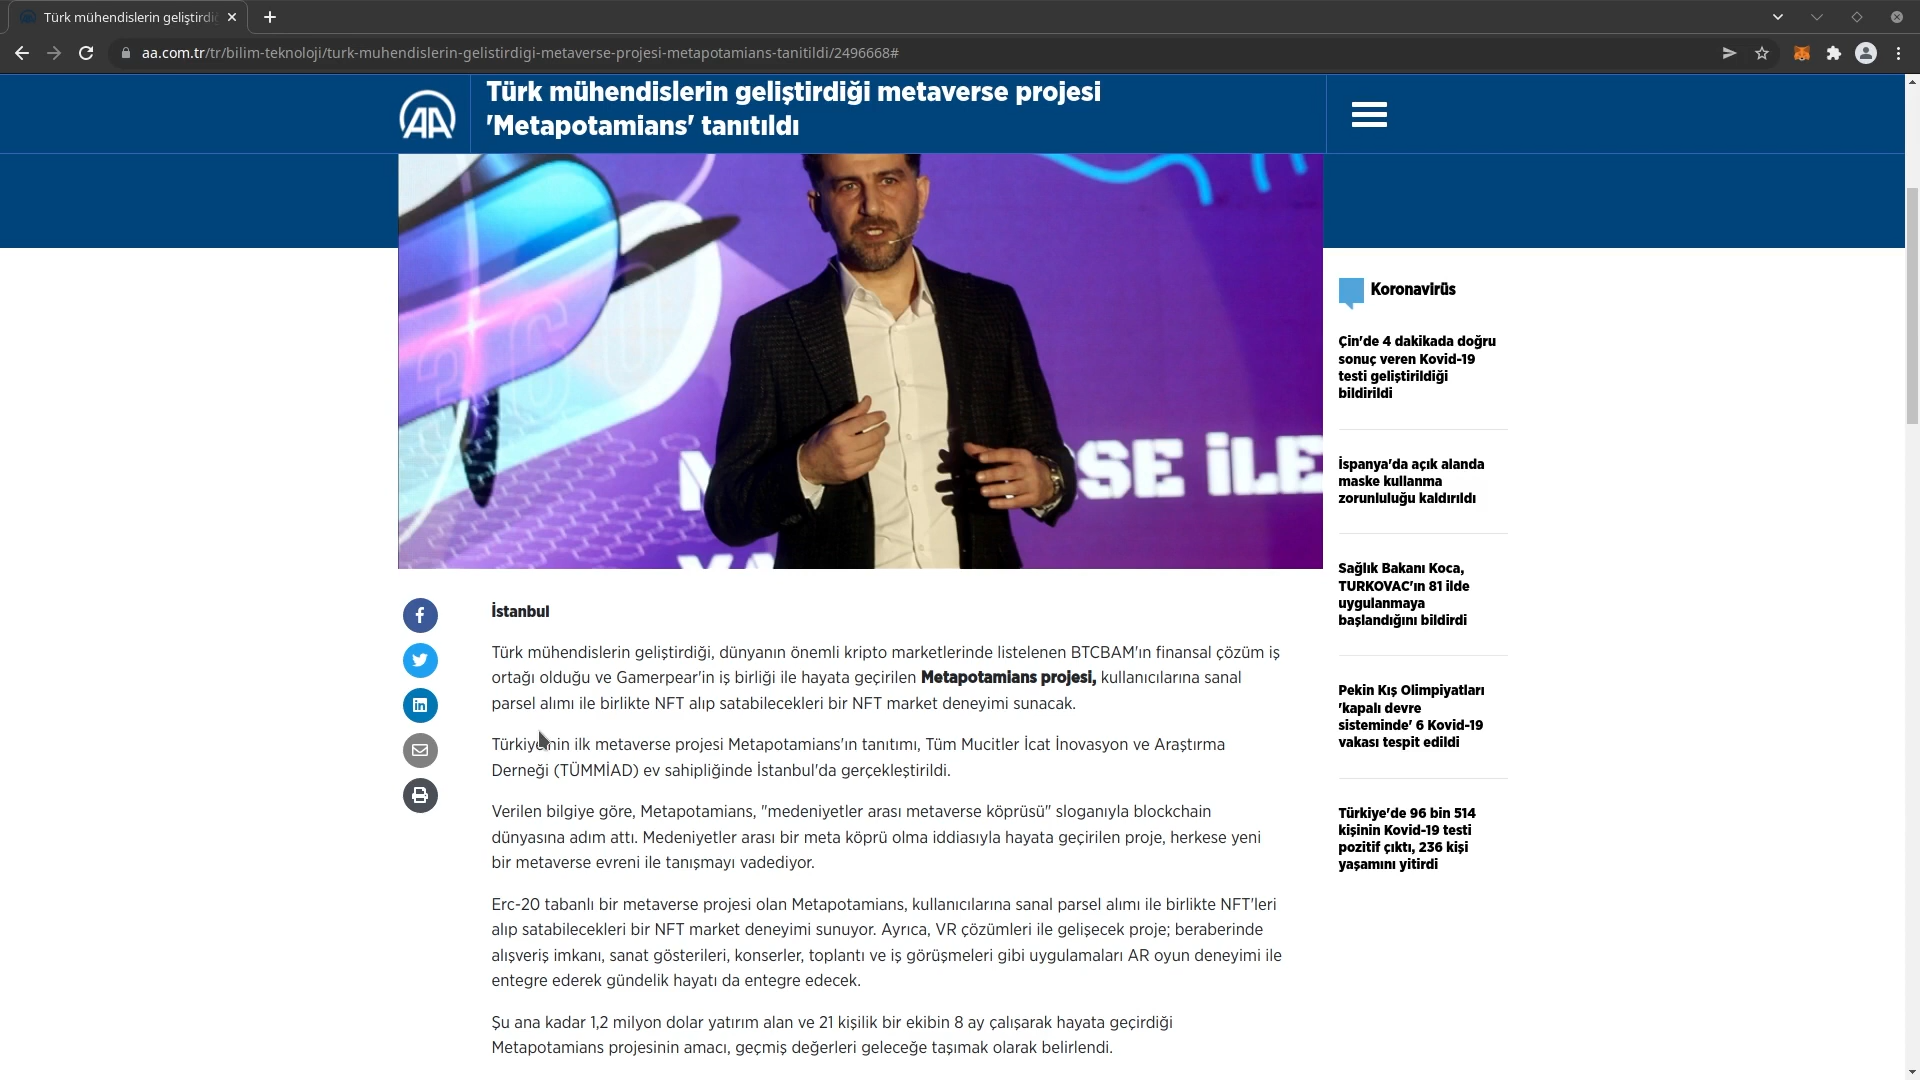 Türk mühendislerin geliştirdiğ
aa.com.tr/tr/bilim-teknoloji/turk-muhendislerin-gelistirdigi-metaverse-projesi-metapotamians-tanitildi/2496668#
AA
Türk mühendislerin geliştirdiği metaverse projesi
'Metapotamians' tanıtıldı
360
SE iLE
Koronavirüs
Çin'de 4 dakikada doğru
sonuç veren Kovid-19
testi geliştirildiği
bildirildi
İspanya'da açık alanda
maske kullanma
zorunluluğu kaldırıldı
Sağlık Bakanı Koca,
TURKOVAC'ın 81 ilde
uygulanmaya
başlandığını bildirdi
Pekin Kış Olimpiyatları
'kapalı devre
sisteminde' 6 Kovid-19
vakası tespit edildi
Türkiye'de 96 bin 514
kişinin Kovid-19 testi
pozitif çıktı, 236 kişi
yaşamını yitirdi
İstanbul
Türk mühendislerin geliştirdiği, dünyanın önemli kripto marketlerinde listelenen BTCBAM'ın finansal çözüm iş
ortağı olduğu ve Gamerpear'in iş birliği ile hayata geçirilen Metapotamians projesi, kullanıcılarına sanal
parsel alımı ile birlikte NFT alıp satabilecekleri bir NFT market deneyimi sunacak.
Türkiye'nin ilk metaverse projesi Metapotamians'ın tanıtımı, Tüm Mucitler İcat İnovasyon ve Araştırma
Derneği (TÜMMİAD) ev sahipliğinde İstanbul'da gerçekleştirildi.
Verilen bilgiye göre, Metapotamians, "medeniyetler arası metaverse köprüsü" sloganıyla blockchain
dünyasına adım attı. Medeniyetler arası bir meta köprü olma iddiasıyla hayata geçirilen proje, herkese yeni
bir metaverse evreni ile tanışmayı vadediyor.
Erc-20 tabanlı bir metaverse projesi olan Metapotamians, kullanıcılarına sanal parsel alımı ile birlikte NFT'leri
alıp satabilecekleri bir NFT market deneyimi sunuyor. Ayrıca, VR çözümleri ile gelişecek proje; beraberinde
alışveriş imkanı, sanat gösterileri, konserler, toplantı ve iş görüşmeleri gibi uygulamaları AR oyun deneyimi ile
entegre ederek gündelik hayatı da entegre edecek.
Şu ana kadar 1,2 milyon dolar yatırım alan ve 21 kişilik bir ekibin 8 ay çalışarak hayata geçirdiği
Metapotamians projesinin amacı, geçmiş değerleri geleceğe taşımak olarak belirlendi.